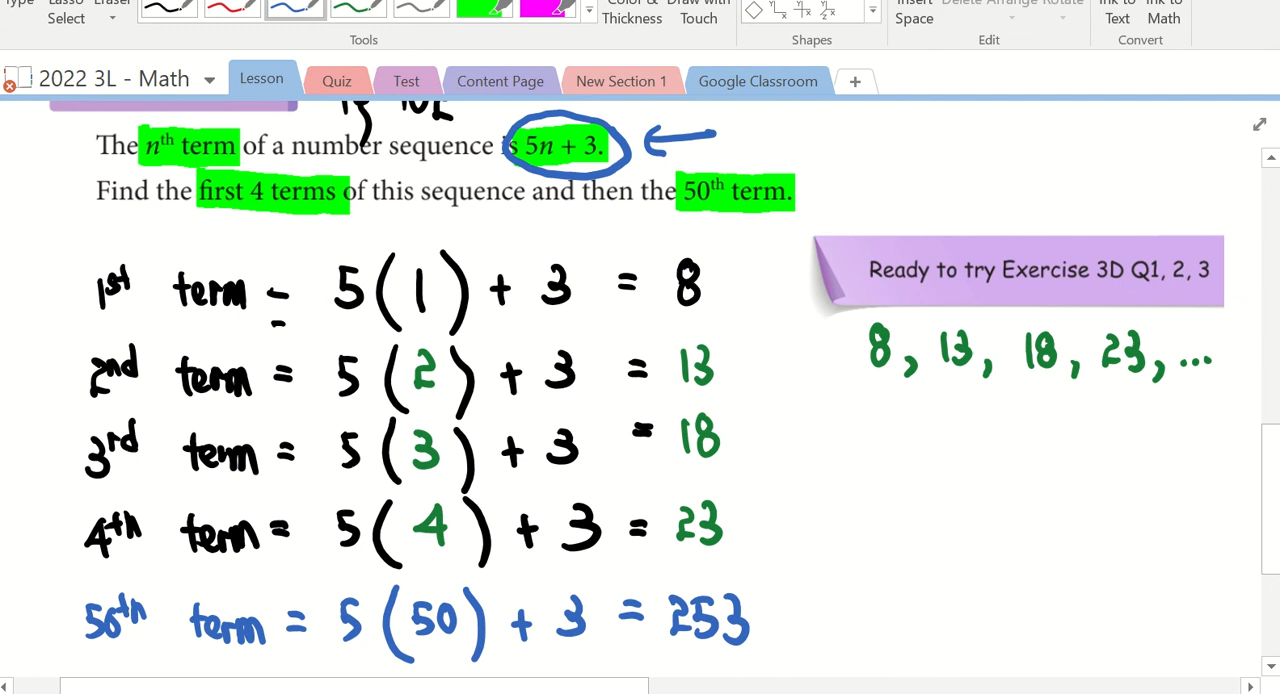 Lasso Select
Color & Thickness
Draw with Touch
Insert Space
Ink to Text
Ink to Math
Tools
Shapes
Edit
Convert
2022 3L - Math
Lesson
Quiz
Test
Content Page
New Section 1
Google Classroom
+
The nth term of a number sequence is 5n + 3.
Find the first 4 terms of this sequence and then the 50th term.
Ready to try Exercise 3D Q1, 2, 3
1st term = 5(1) + 3 = 8
2nd term = 5(2) + 3 = 13
3rd term = 5(3) + 3 = 18
4th term = 5(4) + 3 = 23
50th term = 5(50) + 3 = 253
8, 13, 18, 23, ...